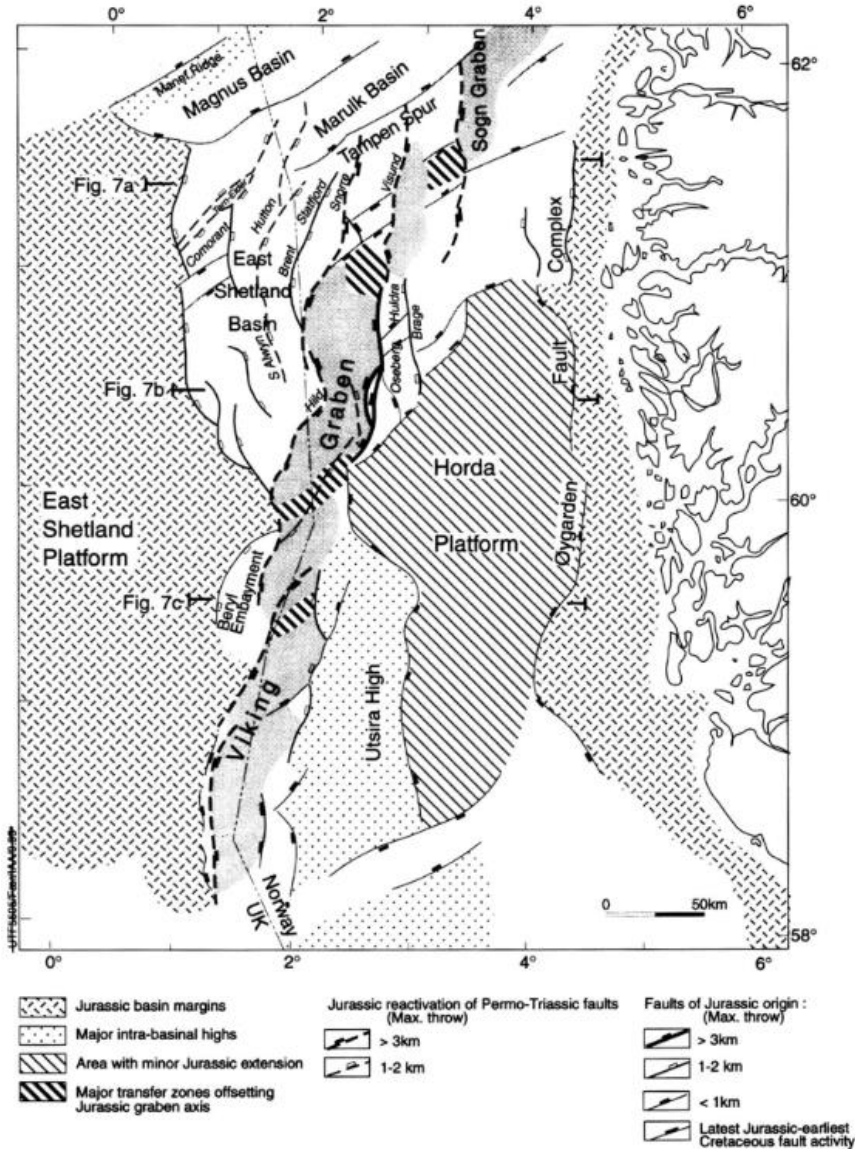 0° 2° 4° 6°
62°
60°
58°
0° 2° 4° 6°
Manet Ridge
Magnus Basin
Marulk Basin
Tampen Spur
Sogn Graben
Fig. 7a
Cormorant
Hutton
Statfjord
Snorre
Visund
Brent
East
Shetland
Basin
S. Alwyn
Hild
Huldra
Oseberg
Brage
Complex
Fault
Øygarden
Fig. 7b
Graben
Horda
Platform
East
Shetland
Platform
Fig. 7c
Beryl
Embayment
Viking
Utsira High
Norway
UK
0 50km
Jurassic basin margins
Major intra-basinal highs
Area with minor Jurassic extension
Major transfer zones offsetting
Jurassic graben axis
Jurassic reactivation of Permo-Triassic faults
(Max. throw)
> 3km
1-2 km
Faults of Jurassic origin :
(Max. throw)
> 3km
1-2 km
< 1km
Latest Jurassic-earliest
Cretaceous fault activity